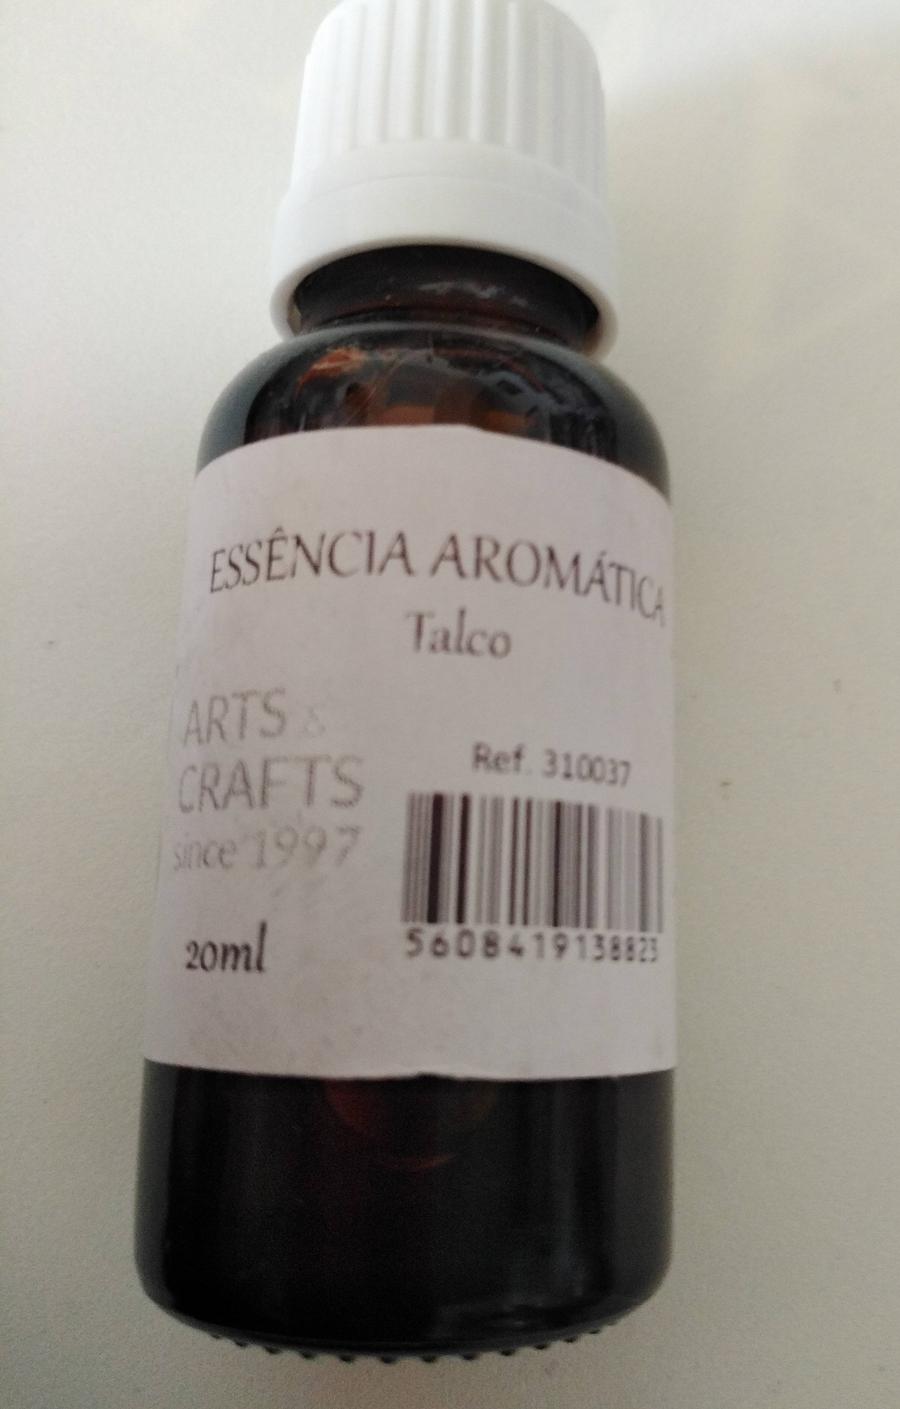 ESSÊNCIA AROMÁTICA
Talco
ARTS &
CRAFTS
since 1997
Ref. 310037
5608419138823
20ml